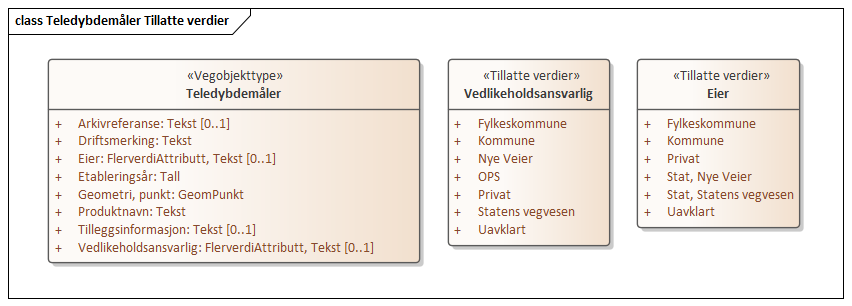 class Teledybdemåler Tillatte verdier
«Vegobjekttype»
Teledybdemåler
+ Arkivreferanse: Tekst [0..1]
+ Driftsmerking: Tekst
+ Eier: FlerverdiAttributt, Tekst [0..1]
+ Etableringsår: Tall
+ Geometri, punkt: GeomPunkt
+ Produktnavn: Tekst
+ Tilleggsinformasjon: Tekst [0..1]
+ Vedlikeholdsansvarlig: FlerverdiAttributt, Tekst [0..1]
«Tillatte verdier»
Vedlikeholdsansvarlig
+ Fylkeskommune
+ Kommune
+ Nye Veier
+ OPS
+ Privat
+ Statens vegvesen
+ Uavklart
«Tillatte verdier»
Eier
+ Fylkeskommune
+ Kommune
+ Privat
+ Stat, Nye Veier
+ Stat, Statens vegvesen
+ Uavklart